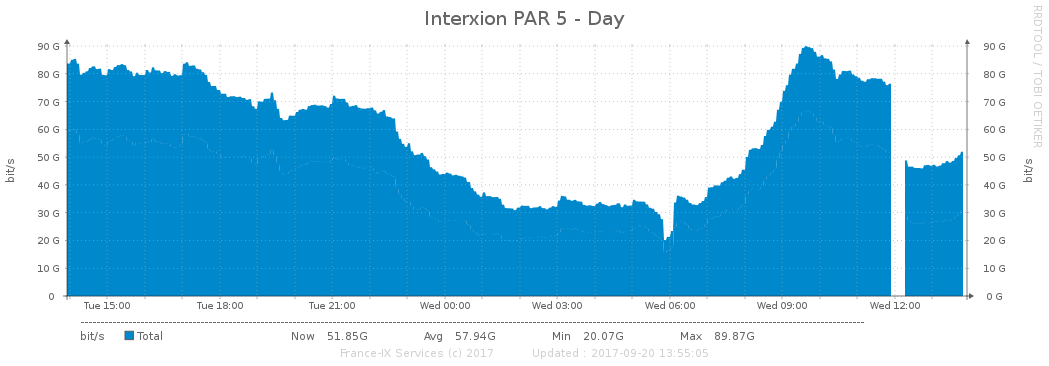 Interxion PAR 5 - Day
RRDTOOL / TOBI OETIKER
90 G 90 G
80 G 80 G
70 G 70 G
60 G 60 G
50 G 50 G
40 G 40 G
30 G 30 G
20 G 20 G
10 G 10 G
0 0 G
bit/s
bit/s
Tue 15:00 Tue 18:00 Tue 21:00 Wed 00:00 Wed 03:00 Wed 06:00 Wed 09:00 Wed 12:00
bit/s Total Now 51.85G Avg 57.94G Min 20.07G Max 89.87G
France-IX Services (c) 2017 Updated : 2017-09-20 13:55:05